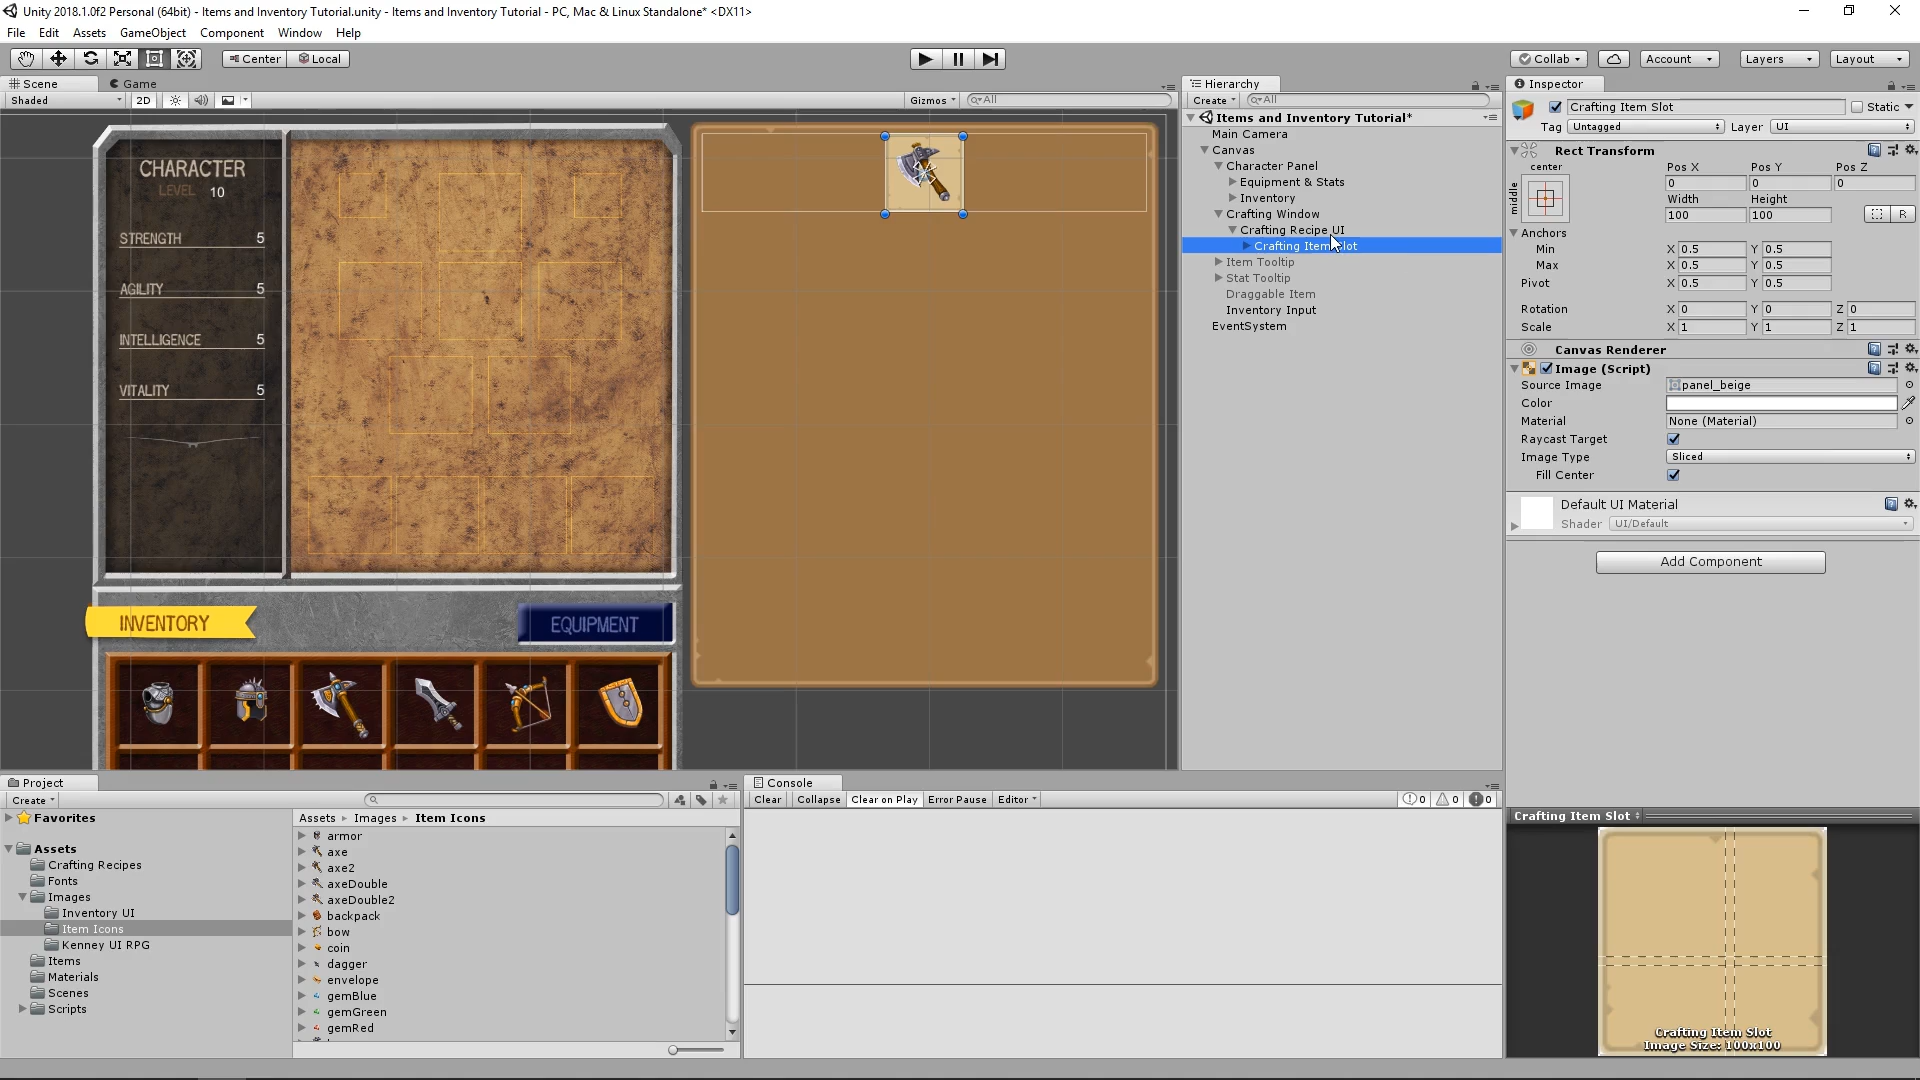 Unity 2018.1.0f2 Personal (64bit) - Items and Inventory Tutorial.unity - Items and Inventory Tutorial - PC, Mac & Linux Standalone* <DX11>
File Edit Assets GameObject Component Window Help
Center Local Collab Account Layers Layout
Scene Game Hierarchy Inspector
Shaded 2D Gizmos All Create All
Crafting Item Slot Static
Tag Untagged Layer UI
Items and Inventory Tutorial*
Main Camera
Canvas
Character Panel
Equipment & Stats
Inventory
Crafting Window
Crafting Recipe UI
Crafting Item Slot
Item Tooltip
Stat Tooltip
Draggable Item
Inventory Input
EventSystem
CHARACTER
LEVEL 10
STRENGTH 5
AGILITY 5
INTELLIGENCE 5
VITALITY 5
INVENTORY
EQUIPMENT
Rect Transform
center Pos X Pos Y Pos Z
middle
0 0 0
Width Height
100 100 R
Anchors
Min X 0.5 Y 0.5
Max X 0.5 Y 0.5
Pivot X 0.5 Y 0.5
Rotation X 0 Y 0 Z 0
Scale X 1 Y 1 Z 1
Canvas Renderer
Image (Script)
Source Image panel_beige
Color
Material None (Material)
Raycast Target
Image Type Sliced
Fill Center
Default UI Material
Shader UI/Default
Add Component
Project
Create
Favorites
Assets
Crafting Recipes
Fonts
Images
Inventory UI
Item Icons
Kenney UI RPG
Items
Materials
Scenes
Scripts
Assets Images Item Icons
armor
axe
axe2
axeDouble
axeDouble2
backpack
bow
coin
dagger
envelope
gemBlue
gemGreen
gemRed
Console
Clear Collapse Clear on Play Error Pause Editor 0 0 0
Crafting Item Slot
Crafting Item Slot
Image Size: 100x100